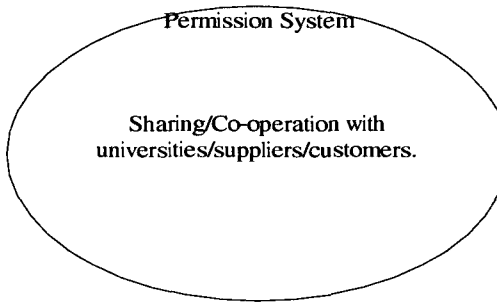 Permission System
Sharing/Co-operation with
universities/suppliers/customers.